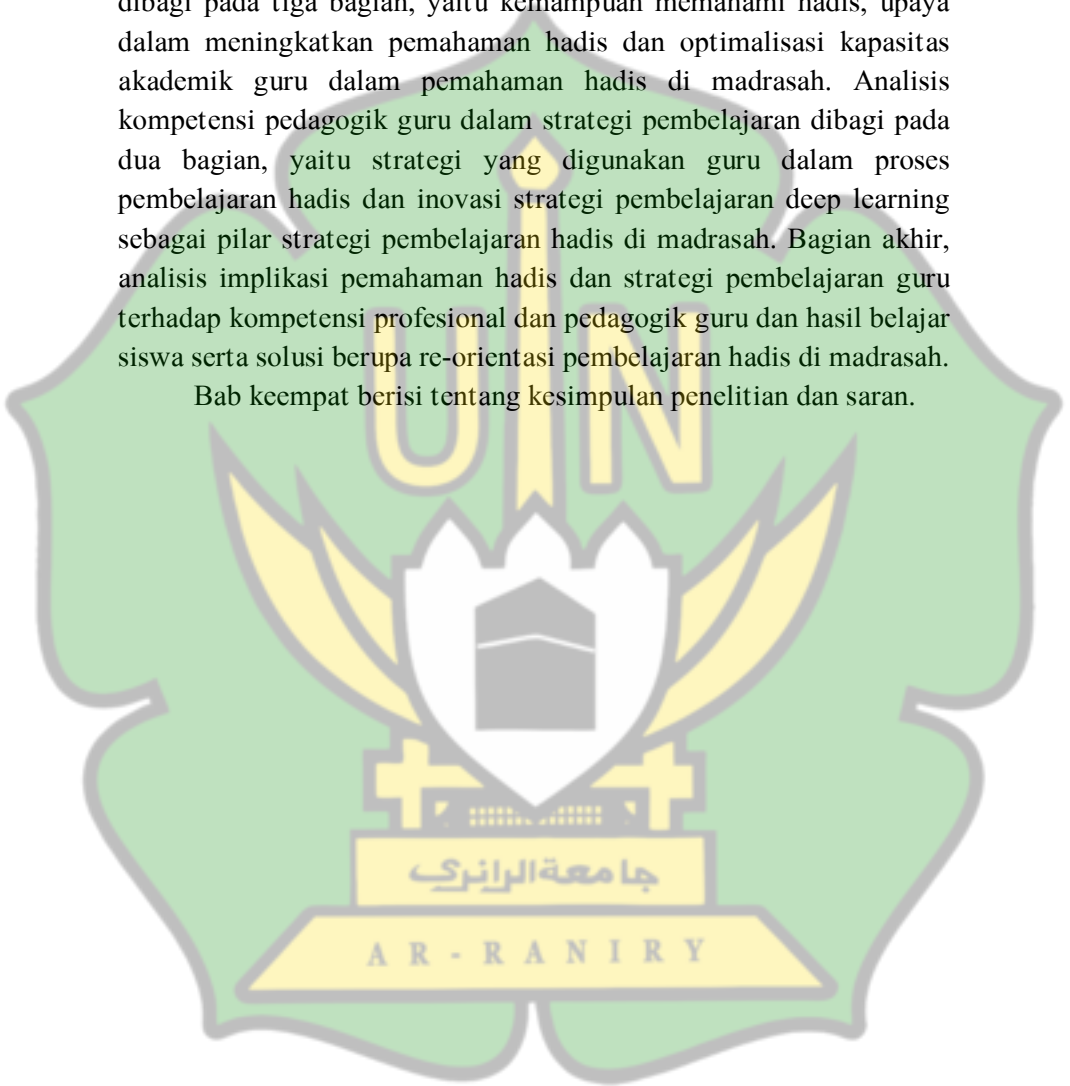 dibagi pada tiga bagian, yaitu kemampuan memahami hadis, upaya
dalam meningkatkan pemahaman hadis dan optimalisasi kapasitas
akademik guru dalam pemahaman hadis di madrasah. Analisis
kompetensi pedagogik guru dalam strategi pembelajaran dibagi pada
dua bagian, yaitu strategi yang digunakan guru dalam proses
pembelajaran hadis dan inovasi strategi pembelajaran deep learning
sebagai pilar strategi pembelajaran hadis di madrasah. Bagian akhir,
analisis implikasi pemahaman hadis dan strategi pembelajaran guru
terhadap kompetensi profesional dan pedagogik guru dan hasil belajar
siswa serta solusi berupa re-orientasi pembelajaran hadis di madrasah.
Bab keempat berisi tentang kesimpulan penelitian dan saran.
UIN
جامعة الرانري
AR-RANIRY